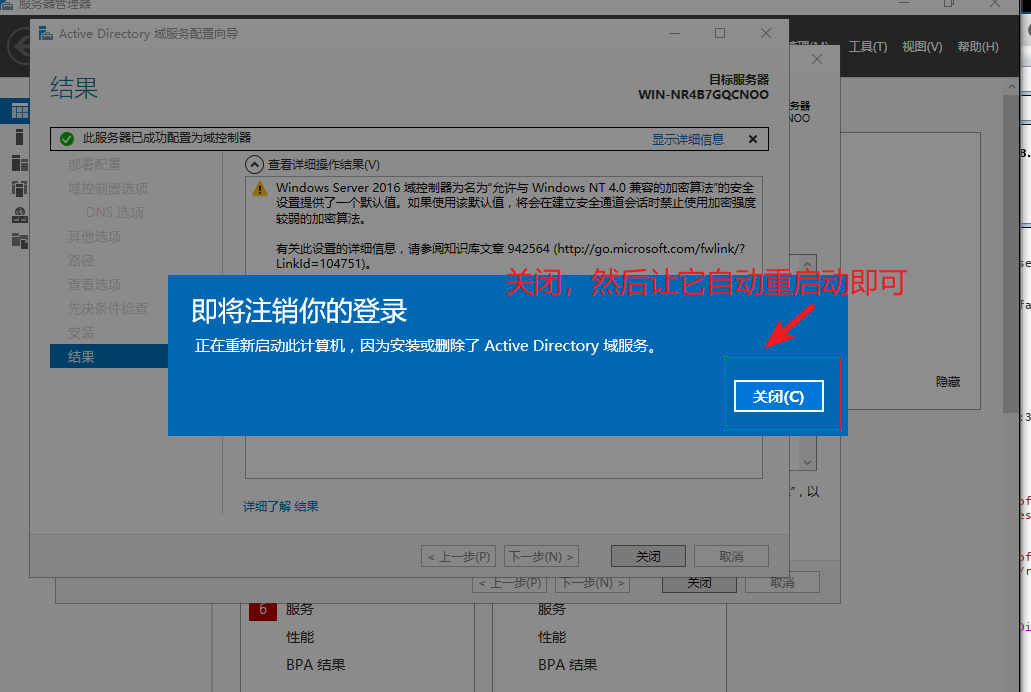 服务器管理器
Active Directory 域服务配置向导
管理(M) 工具(T) 视图(V) 帮助(H)
结果
目标服务器
WIN-NR4B7GQCNOO
务器
NOO
此服务器已成功配置为域控制器
显示详细信息
部署配置
域控制器选项
DNS 选项
其他选项
路径
查看选项
先决条件检查
安装
结果
查看详细操作结果(V)
Windows Server 2016 域控制器为名为“允许与 Windows NT 4.0 兼容的加密算法”的安全
设置提供了一个默认值。如果使用该默认值，将会在建立安全通道会话时禁止使用加密强度
较弱的加密算法。
有关此设置的详细信息，请参阅知识库文章 942564 (http://go.microsoft.com/fwlink/?
LinkId=104751)。
关闭，然后让它自动重启动即可
即将注销你的登录
正在重新启动此计算机，因为安装或删除了 Active Directory 域服务。
关闭(C)
隐藏
”，以
详细了解 结果
< 上一步(P) 下一步(N) > 关闭 取消
< 上一步(P) 下一步(N) > 关闭 取消
6 服务
性能
BPA 结果
服务
性能
BPA 结果